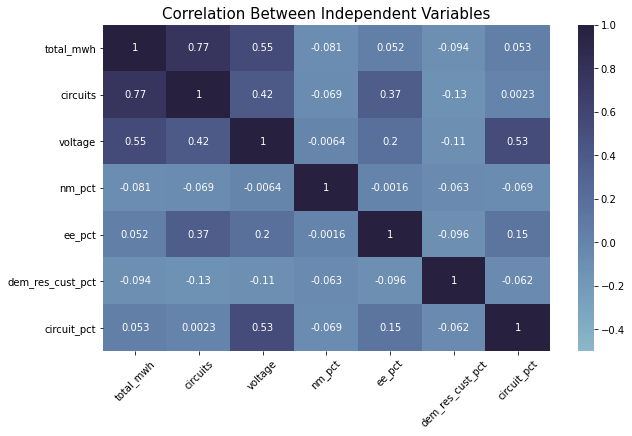 Correlation Between Independent Variables
total_mwh 1 0.77 0.55 -0.081 0.052 -0.094 0.053
circuits 0.77 1 0.42 -0.069 0.37 -0.13 0.0023
voltage 0.55 0.42 1 -0.0064 0.2 -0.11 0.53
nm_pct -0.081 -0.069 -0.0064 1 -0.0016 -0.063 -0.069
ee_pct 0.052 0.37 0.2 -0.0016 1 -0.096 0.15
dem_res_cust_pct -0.094 -0.13 -0.11 -0.063 -0.096 1 -0.062
circuit_pct 0.053 0.0023 0.53 -0.069 0.15 -0.062 1
total_mwh circuits voltage nm_pct ee_pct dem_res_cust_pct circuit_pct
1.0
0.8
0.6
0.4
0.2
0.0
−0.2
−0.4